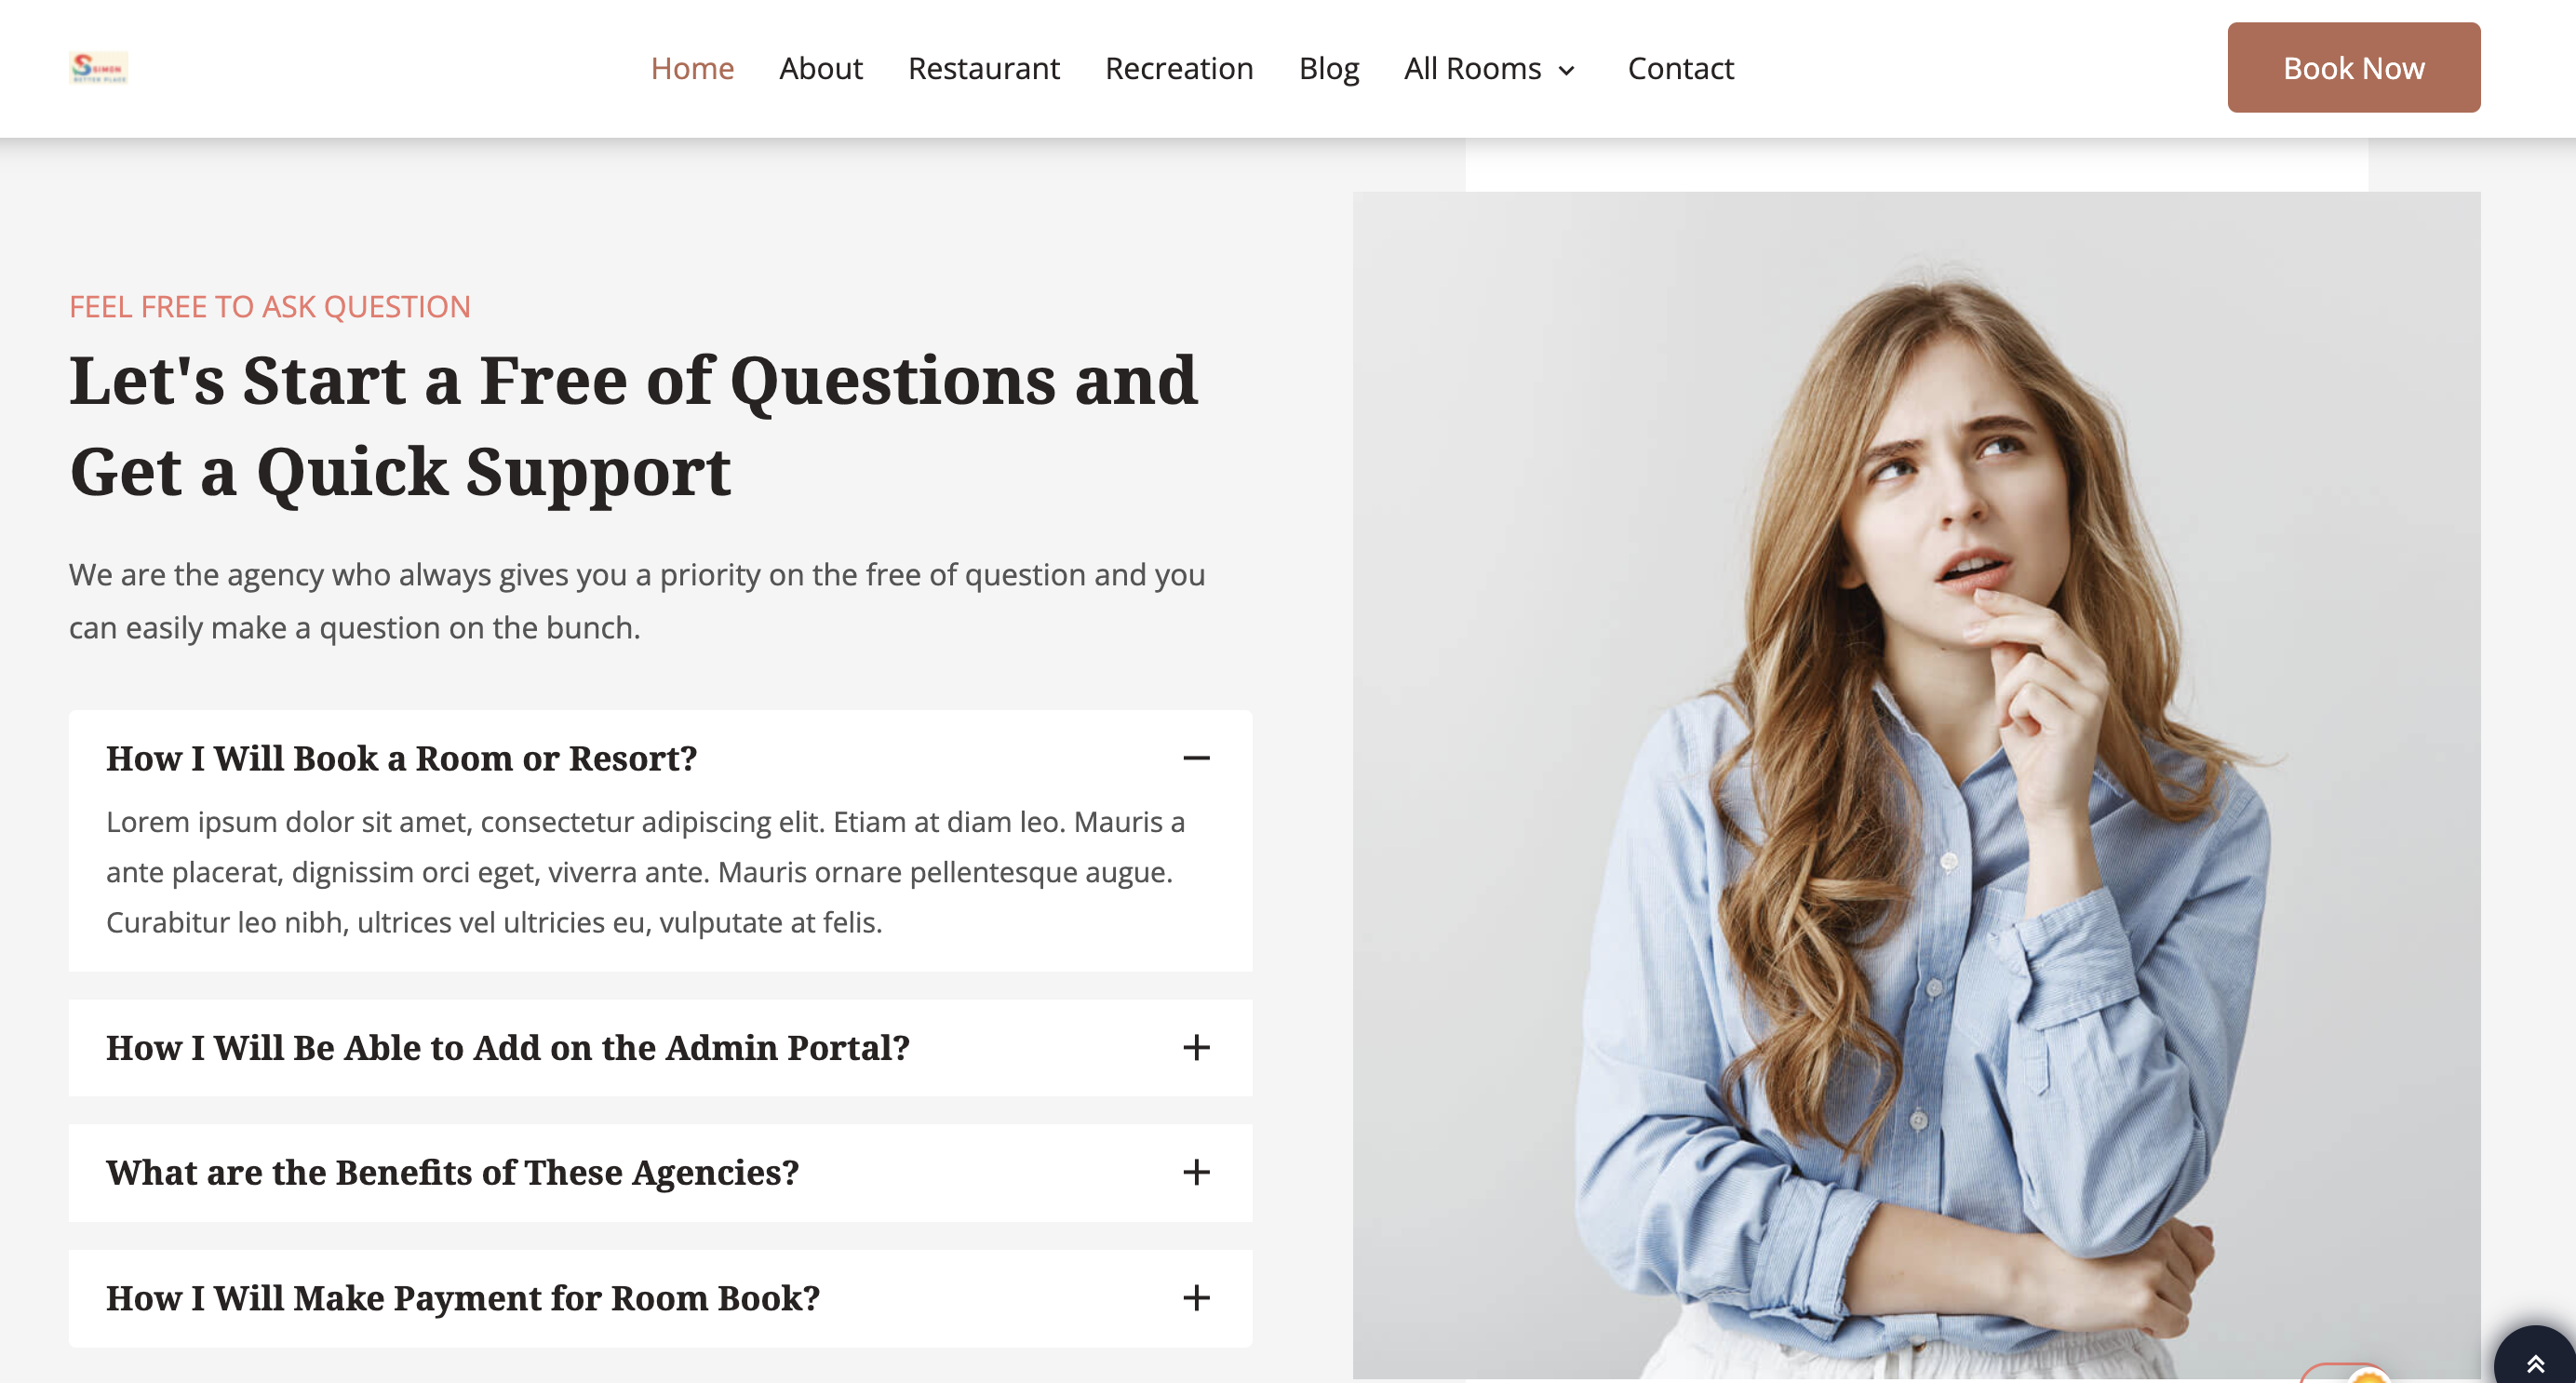 SIMON
BETTER PLACE
Home About Restaurant Recreation Blog All Rooms Contact
Book Now
FEEL FREE TO ASK QUESTION
Let's Start a Free of Questions and
Get a Quick Support
We are the agency who always gives you a priority on the free of question and you
can easily make a question on the bunch.
How I Will Book a Room or Resort?
Lorem ipsum dolor sit amet, consectetur adipiscing elit. Etiam at diam leo. Mauris a
ante placerat, dignissim orci eget, viverra ante. Mauris ornare pellentesque augue.
Curabitur leo nibh, ultrices vel ultricies eu, vulputate at felis.
How I Will Be Able to Add on the Admin Portal?
What are the Benefits of These Agencies?
How I Will Make Payment for Room Book?